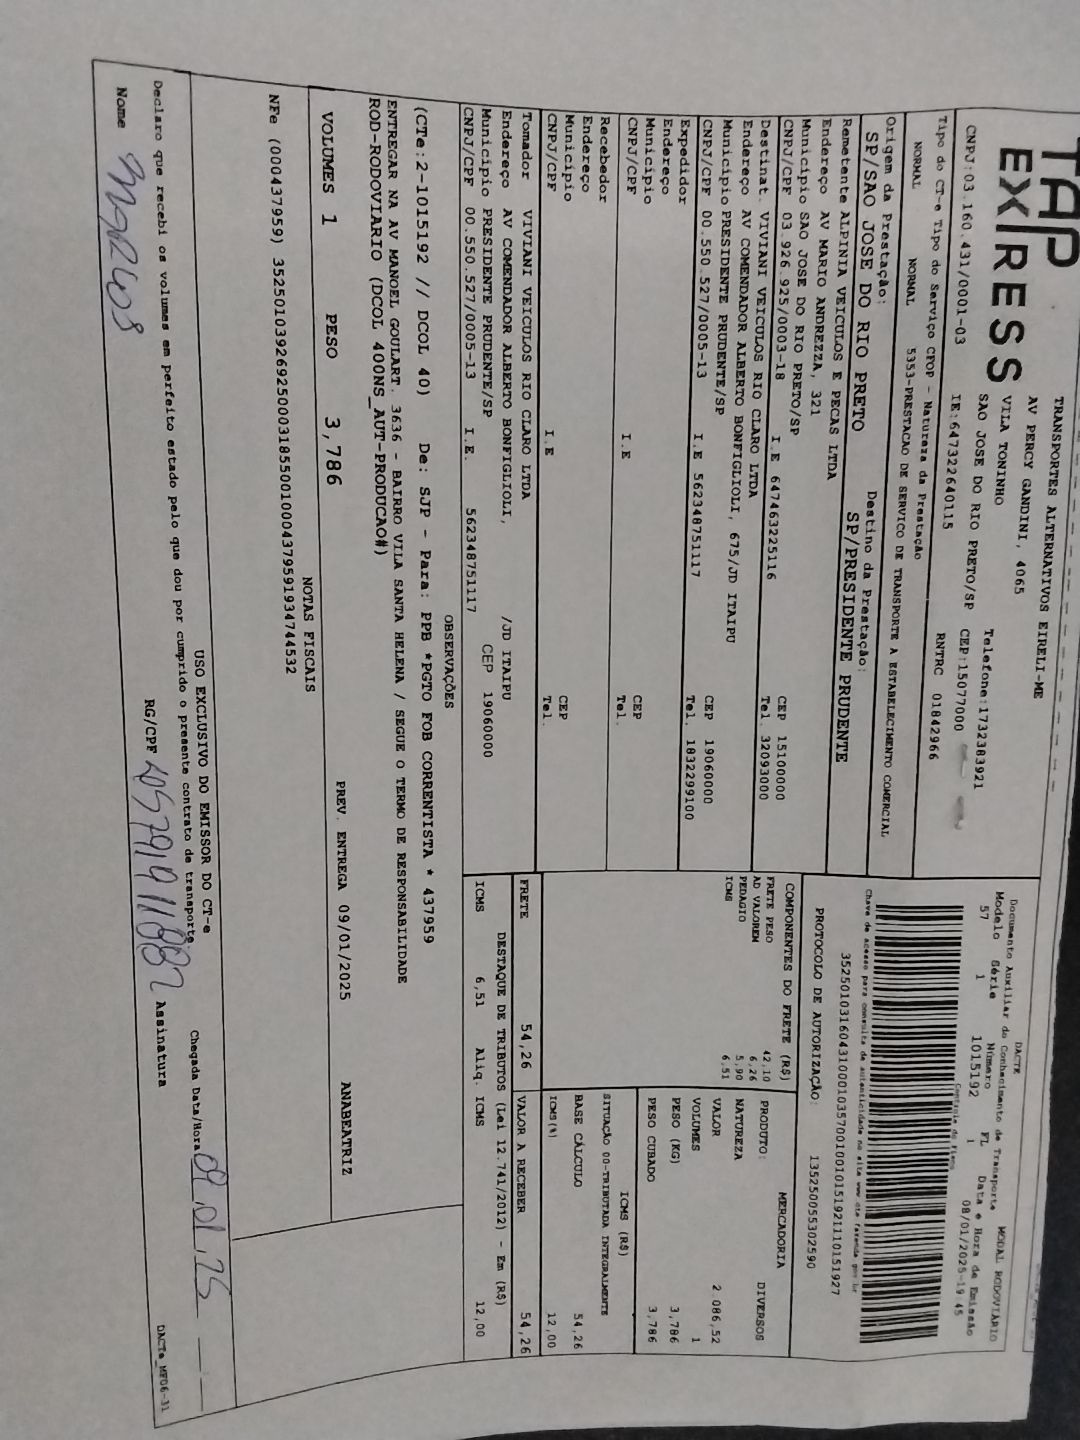 TAP
EX/RESS
TRANSPORTES ALTERNATIVOS EIRELI-ME
AV PERCY GANDINI, 4065
VILA TONINHO Telefone:1732383921
SAO JOSE DO RIO PRETO/SP CEP:15077000
CNPJ:03.160.431/0001-03 IE:647322640115 RNTRC 01842966
Tipo do CT-e Tipo do Serviço CFOP - Natureza da Prestação
NORMAL NORMAL 5353-PRESTACAO DE SERVICO DE TRANSPORTE A ESTABELECIMENTO COMERCIAL
Origem da Prestação: Destino da Prestação:
SP/SAO JOSE DO RIO PRETO SP/PRESIDENTE PRUDENTE
DACTE
Documento Auxiliar do Conhecimento de Transporte MODAL RODOVIÁRIO
Modelo Série Número FL Data e Hora de Emissão
57 1 1015192 1 08/01/2025-19:45
Controle do Fisco
Chave de acesso para consulta de autenticidade no site www.cte.fazenda.gov.br
35250103160431000103570010010151921110151927
PROTOCOLO DE AUTORIZAÇÃO: 135250055302590
Remetente ALPINIA VEICULOS E PECAS LTDA
Endereço AV MARIO ANDREZZA, 321
Municipio SAO JOSE DO RIO PRETO/SP CEP 15100000
CNPJ/CPF 03.926.925/0003-18 I.E 647463225116 Tel. 32093000
Destinat. VIVIANI VEICULOS RIO CLARO LTDA
Endereço AV COMENDADOR ALBERTO BONFIGLIOLI, 675/JD ITAIPU
Municipio PRESIDENTE PRUDENTE/SP CEP 19060000
CNPJ/CPF 00.550.527/0005-13 I.E 562348751117 Tel. 1832299100
Expedidor
Endereço
Municipio CEP
CNPJ/CPF I.E Tel.
Recebedor
Endereço
Municipio CEP
CNPJ/CPF I.E Tel.
Tomador VIVIANI VEICULOS RIO CLARO LTDA
Endereço AV COMENDADOR ALBERTO BONFIGLIOLI, /JD ITAIPU
Municipio PRESIDENTE PRUDENTE/SP CEP 19060000
CNPJ/CPF 00.550.527/0005-13 I.E. 562348751117
COMPONENTES DO FRETE (R$)
FRETE PESO 42,10
AD VALOREM 6,26
PEDAGIO 5,90
ICMS 6,51
MERCADORIA
PRODUTO: DIVERSOS
NATUREZA
VALOR 2 086,52
VOLUMES 1
PESO (KG) 3,786
PESO CUBADO 3,786
ICMS (R$)
SITUAÇÃO 00-TRIBUTADA INTEGRALMENTE
BASE CÁLCULO 54,26
ICMS(%) 12,00
FRETE 54,26 VALOR A RECEBER 54,26
DESTAQUE DE TRIBUTOS (Lei 12.741/2012) - Em (R$)
ICMS 6,51 Aliq. ICMS 12,00
OBSERVAÇÕES
(CTe:2-1015192 // DCOL 40) De: SJP - Para: PPB *PGTO FOB CORRENTISTA * 437959
ENTREGAR NA AV MANOEL GOULART. 3636 - BAIRRO VILA SANTA HELENA / SEGUE O TERMO DE RESPONSABILIDADE
ROD-RODOVIARIO (DCOL 400NS_AUT-PRODUCAO#)
VOLUMES 1 PESO 3,786 PREV. ENTREGA 09/01/2025 ANABEATRIZ
NOTAS FISCAIS
NFe (000437959) 35250103926925000318550010004379591934744532
USO EXCLUSIVO DO EMISSOR DO CT-e
Declaro que recebi os volumes em perfeito estado pelo que dou por cumprido o presente contrato de transporte Chegada Data/Hora 09.01.25
Nome Marcos RG/CPF Assinatura
DACTe_MF06-31